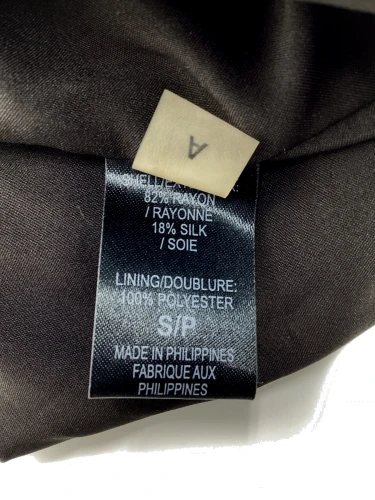 A
82% RAYON
/ RAYONNE
18% SILK
/ SOIE
LINING/DOUBLURE:
100% POLYESTER
S/P
MADE IN PHILIPPINES
FABRIQUE AUX
PHILIPPINES